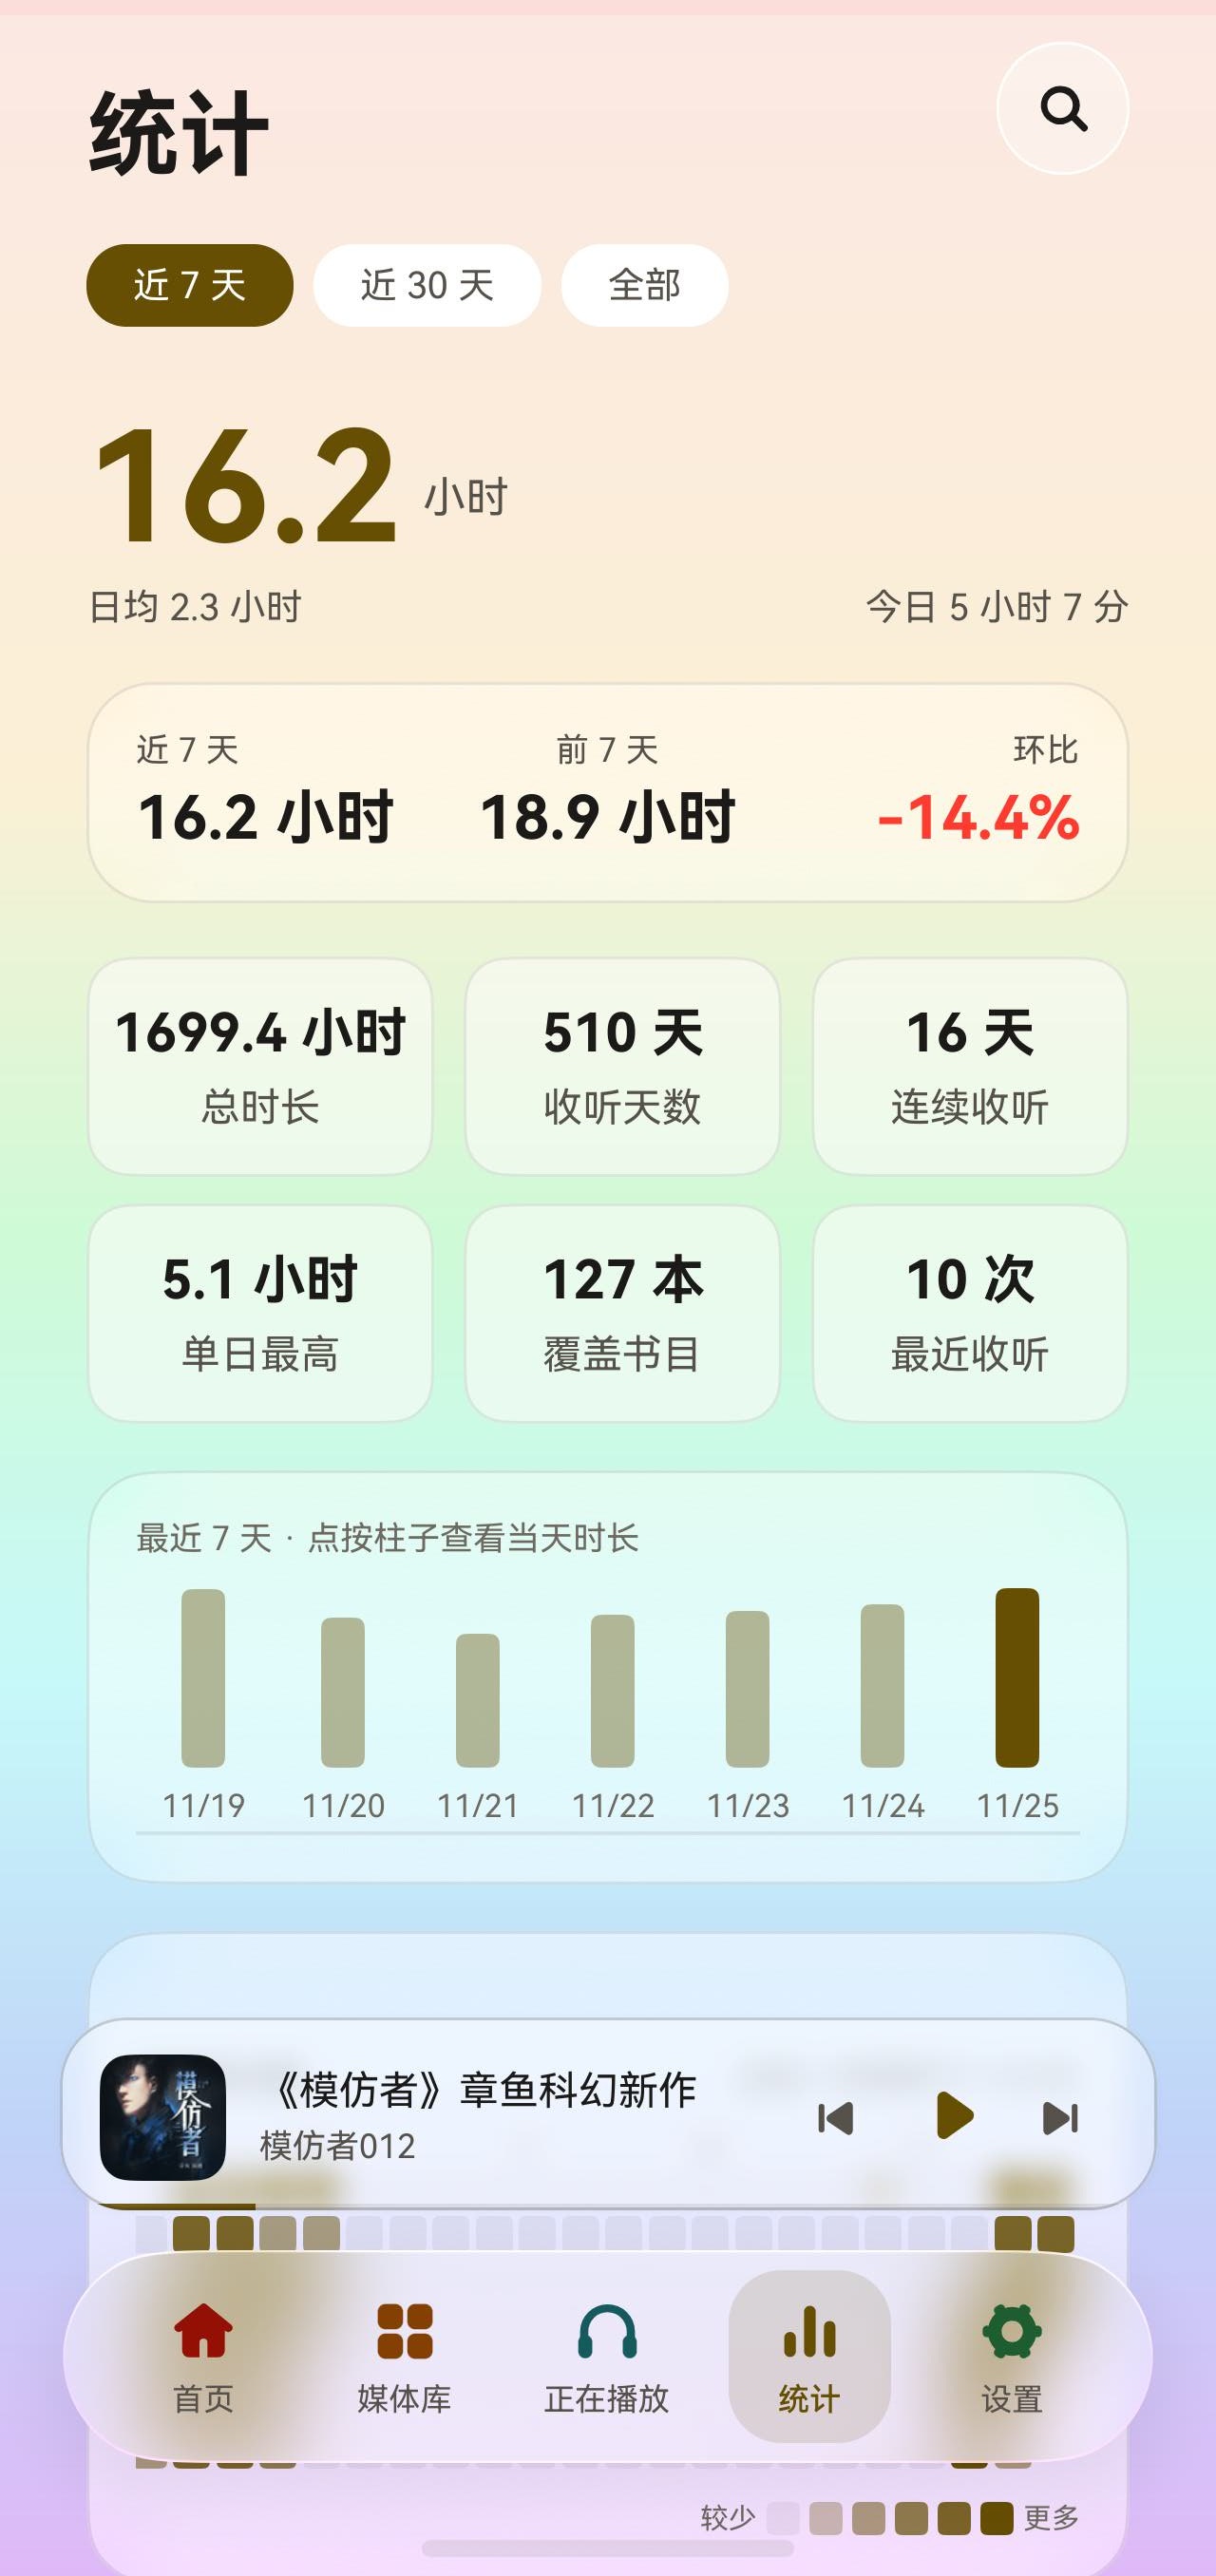 统计
近 7 天 近 30 天 全部
16.2 小时
日均 2.3 小时 今日 5 小时 7 分
近 7 天 前 7 天 环比
16.2 小时 18.9 小时 -14.4%
1699.4 小时 510 天 16 天
总时长 收听天数 连续收听
5.1 小时 127 本 10 次
单日最高 覆盖书目 最近收听
最近 7 天 · 点按柱子查看当天时长
11/19 11/20 11/21 11/22 11/23 11/24 11/25
模仿者
《模仿者》章鱼科幻新作
模仿者012
首页 媒体库 正在播放 统计 设置
较少 更多